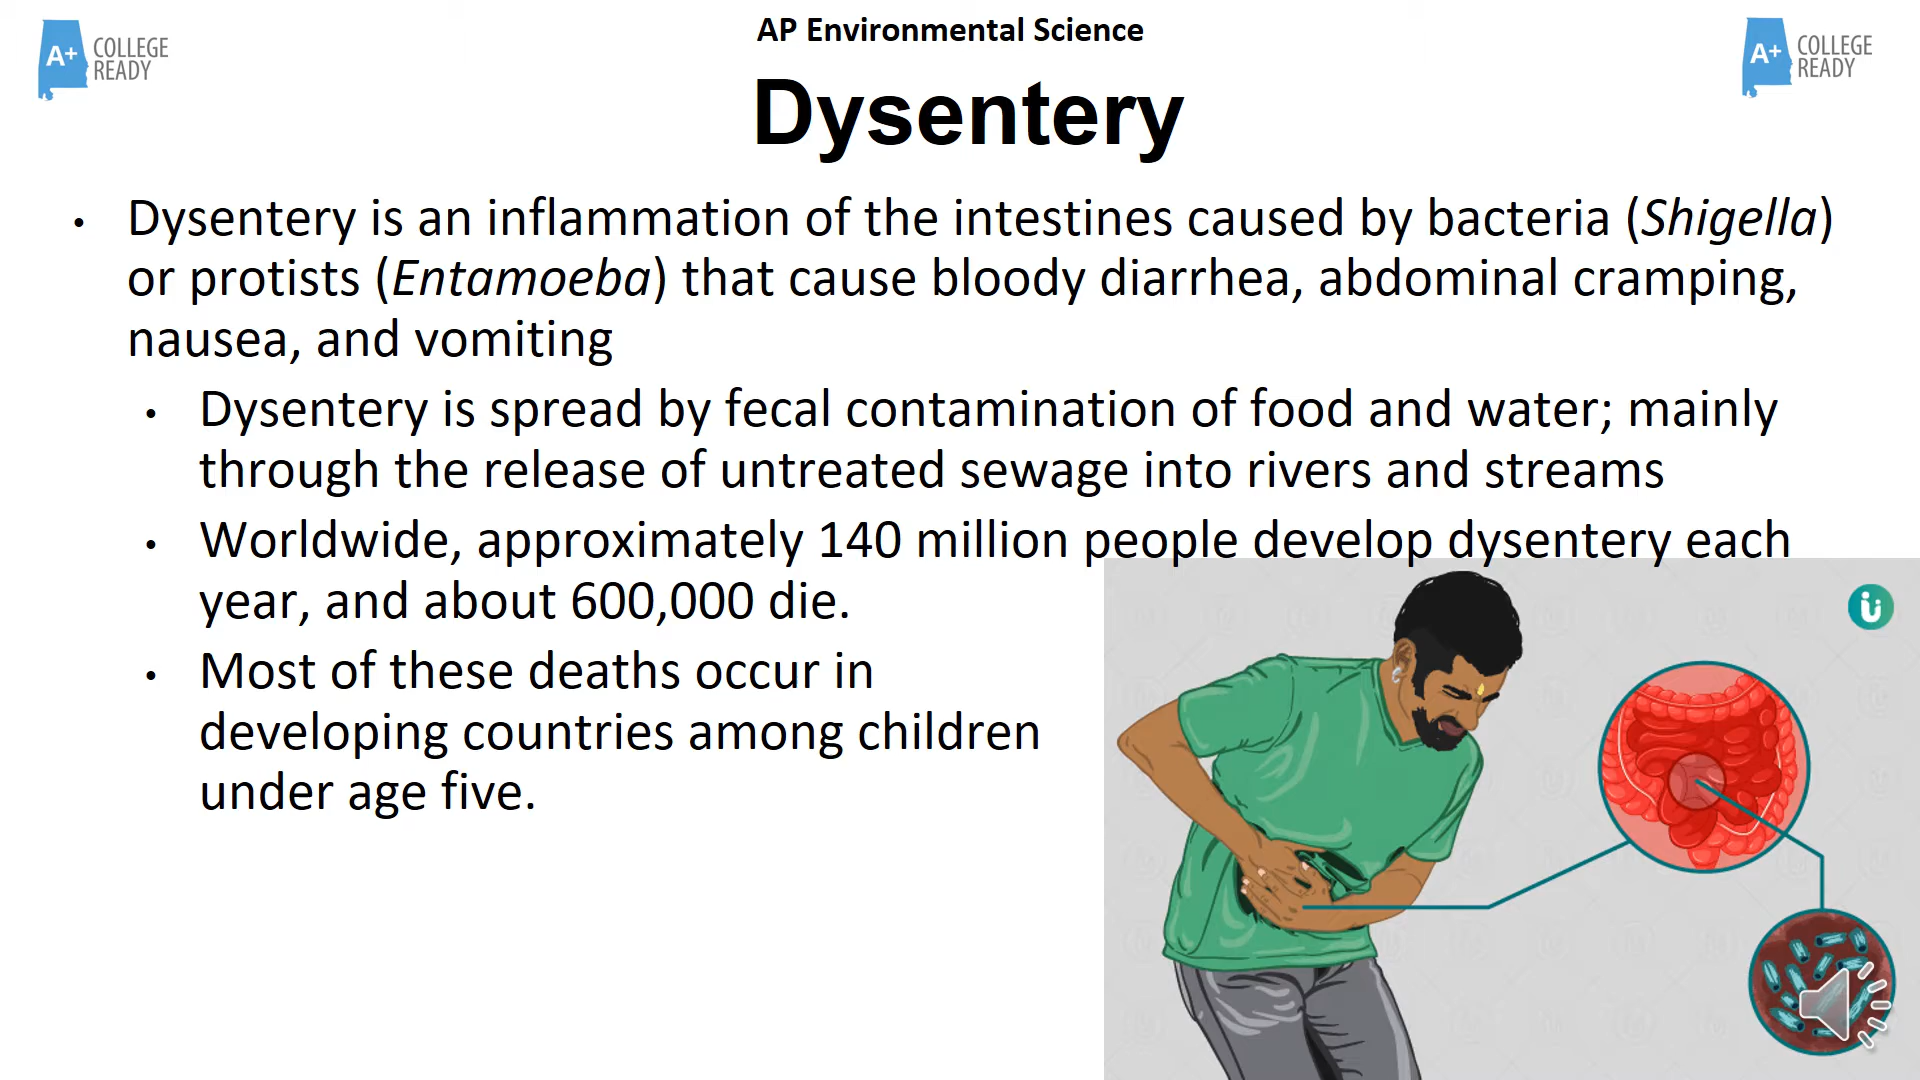 AP Environmental Science
A+ COLLEGE
READY
A+ COLLEGE
READY
Dysentery
• Dysentery is an inflammation of the intestines caused by bacteria (Shigella)
or protists (Entamoeba) that cause bloody diarrhea, abdominal cramping,
nausea, and vomiting
• Dysentery is spread by fecal contamination of food and water; mainly
through the release of untreated sewage into rivers and streams
• Worldwide, approximately 140 million people develop dysentery each
year, and about 600,000 die.
• Most of these deaths occur in
developing countries among children
under age five.